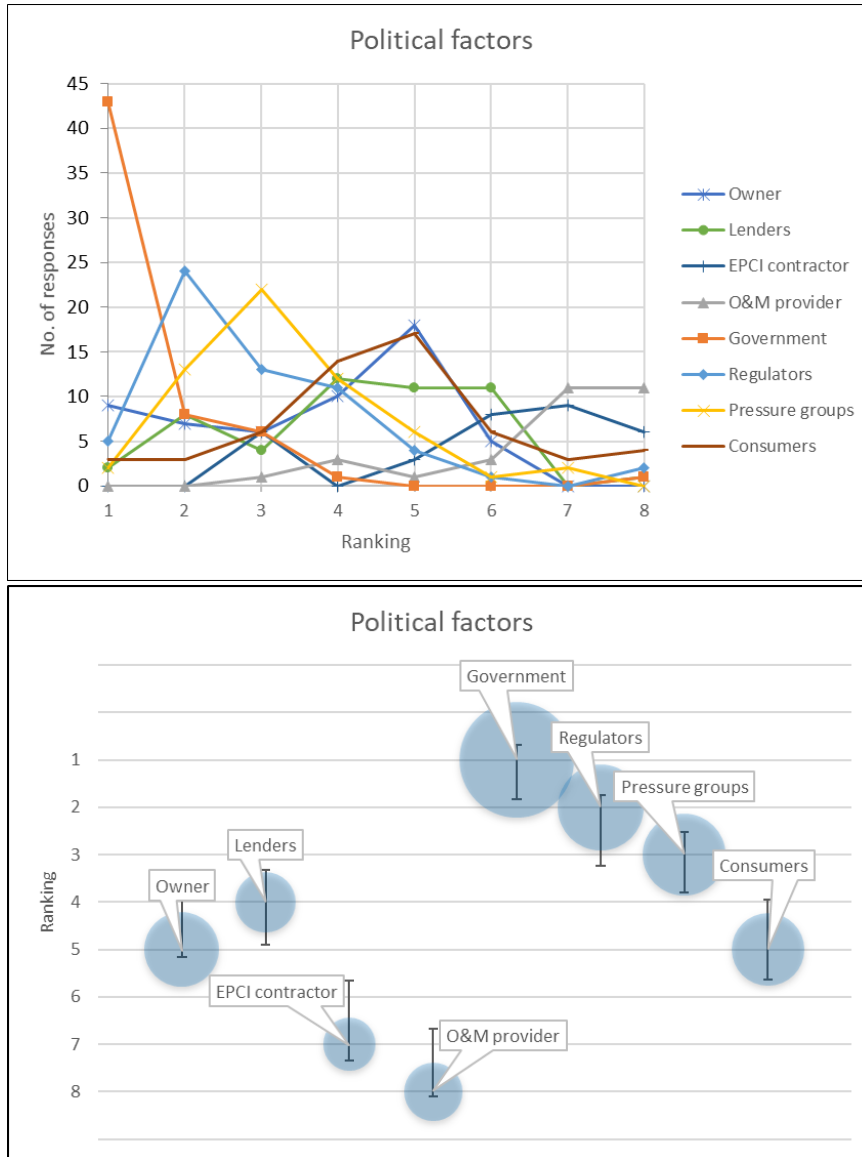 Political factors
45
40
35
30
25
20
15
10
5
0
No. of responses
1 2 3 4 5 6 7 8
Ranking
Owner
Lenders
EPCI contractor
O&M provider
Government
Regulators
Pressure groups
Consumers
Political factors
Government
Regulators
Pressure groups
Consumers
Lenders
Owner
EPCI contractor
O&M provider
1
2
3
4
5
6
7
8
Ranking